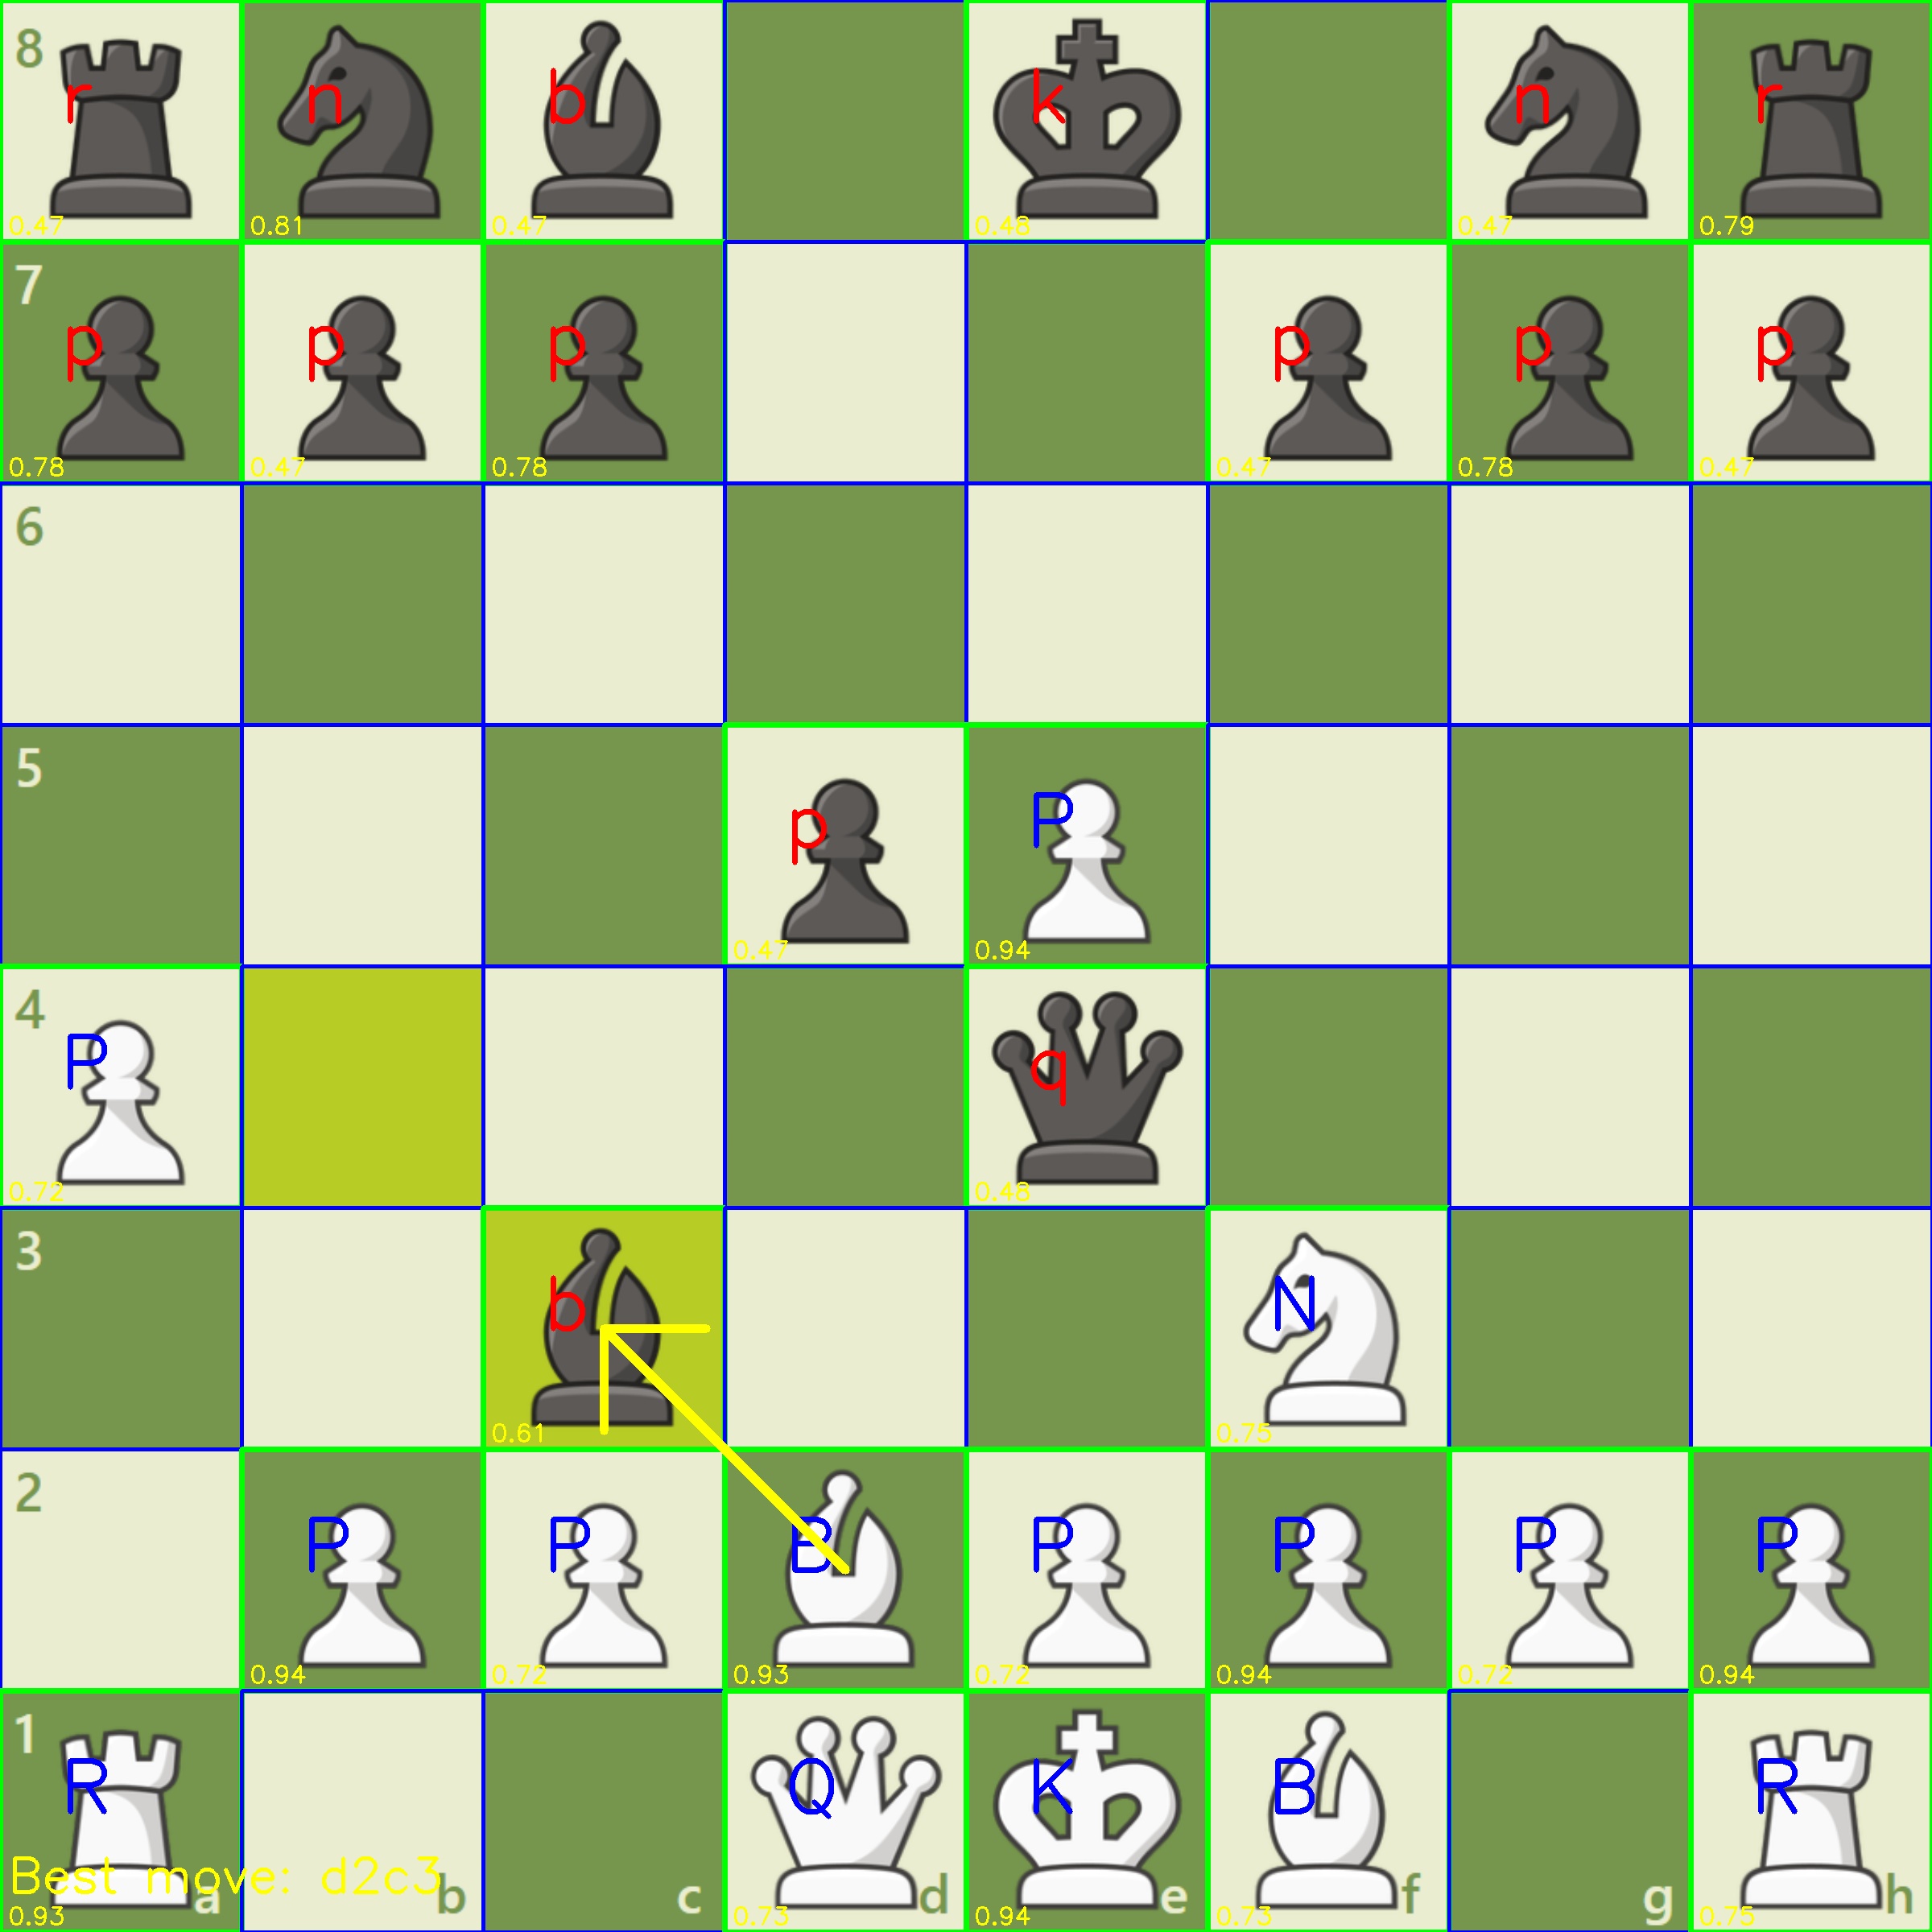 8 r n b k n r
0.47 0.81 0.47 0.48 0.47 0.79
7 p p p p p p
0.78 0.47 0.78 0.47 0.78 0.47
6
5 p P
0.47 0.94
4 P q
0.72 0.48
3 b N
0.61 0.75
2 P P B P P P P
0.94 0.72 0.93 0.72 0.94 0.72 0.94
1 R Q K B R
Best move: d2c3
a b c d e f g h
0.93 0.73 0.94 0.73 0.75